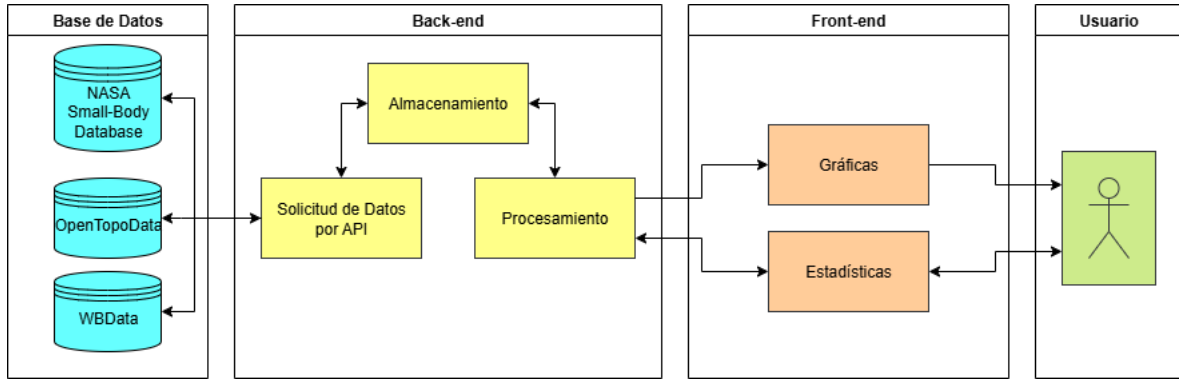 Base de Datos
Back-end
Front-end
Usuario
NASA
Small-Body
Database
OpenTopoData
WBData
Almacenamiento
Solicitud de Datos
por API
Procesamiento
Gráficas
Estadísticas